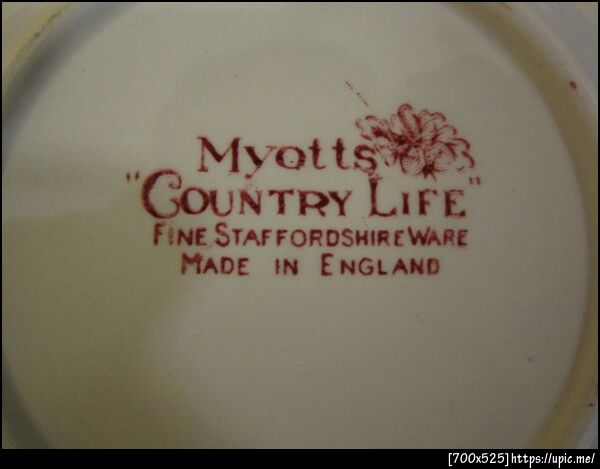 Myotts
"COUNTRY LIFE"
FINE STAFFORDSHIRE WARE
MADE IN ENGLAND
[700x525]https://upic.me/